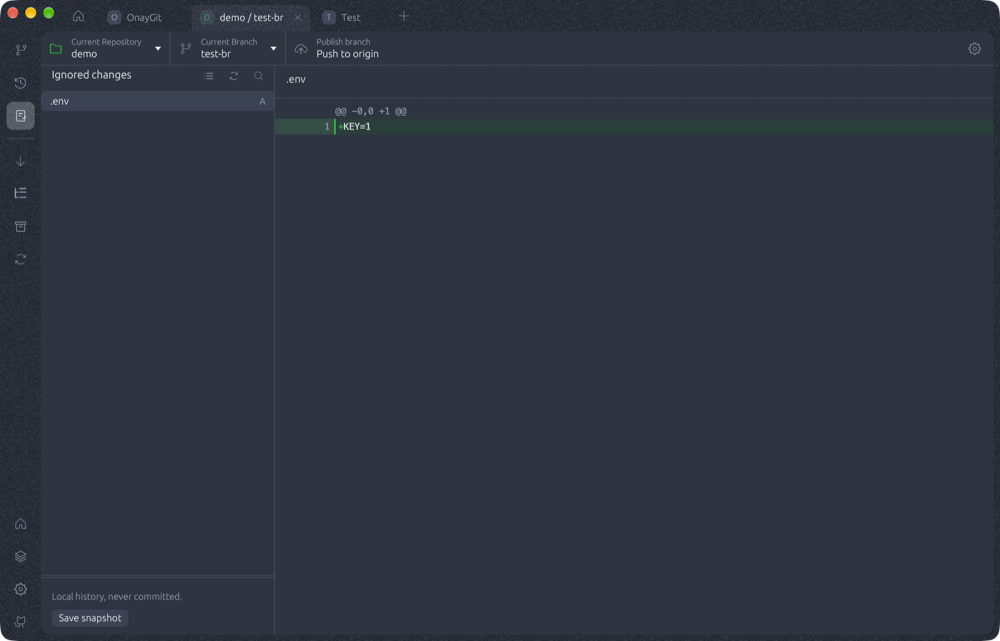 O OnayGit
D demo / test-br
T Test
Current Repository
demo
Current Branch
test-br
Publish branch
Push to origin
Ignored changes
.env A
.env
@@ -0,0 +1 @@
1 +KEY=1
Local history, never committed.
Save snapshot